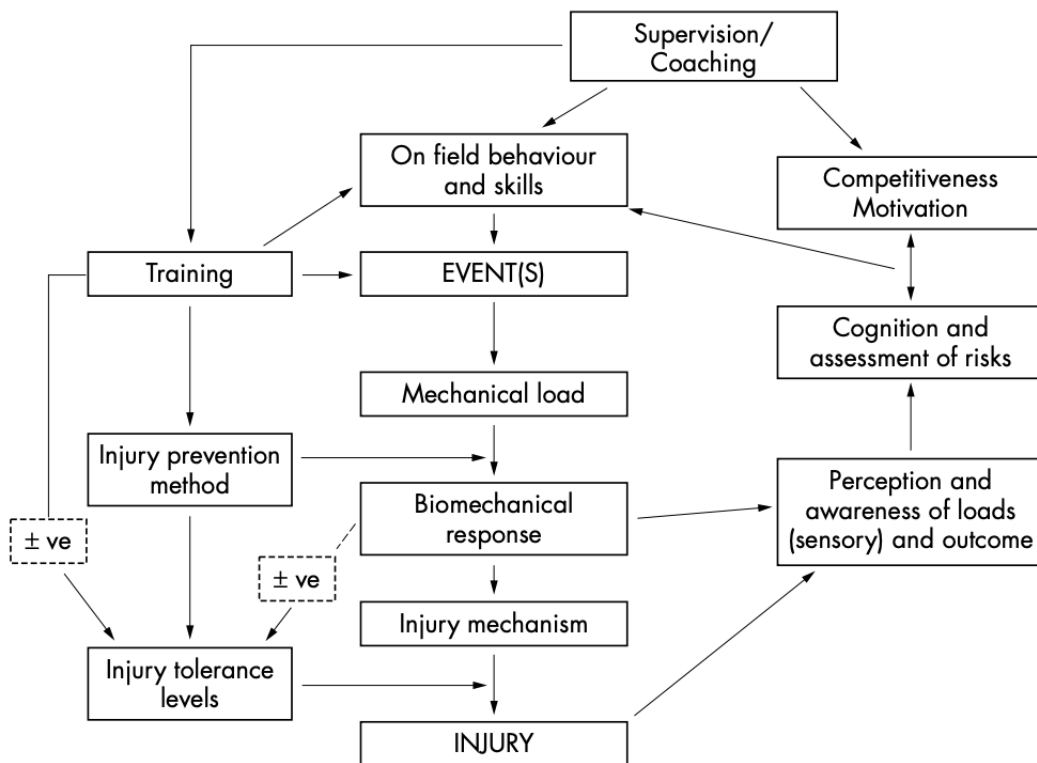 Supervision/
Coaching
On field behaviour
and skills
Competitiveness
Motivation
Training
EVENT(S)
Cognition and
assessment of risks
Mechanical load
Injury prevention
method
Perception and
awareness of loads
(sensory) and outcome
Biomechanical
response
± ve
± ve
Injury mechanism
Injury tolerance
levels
INJURY